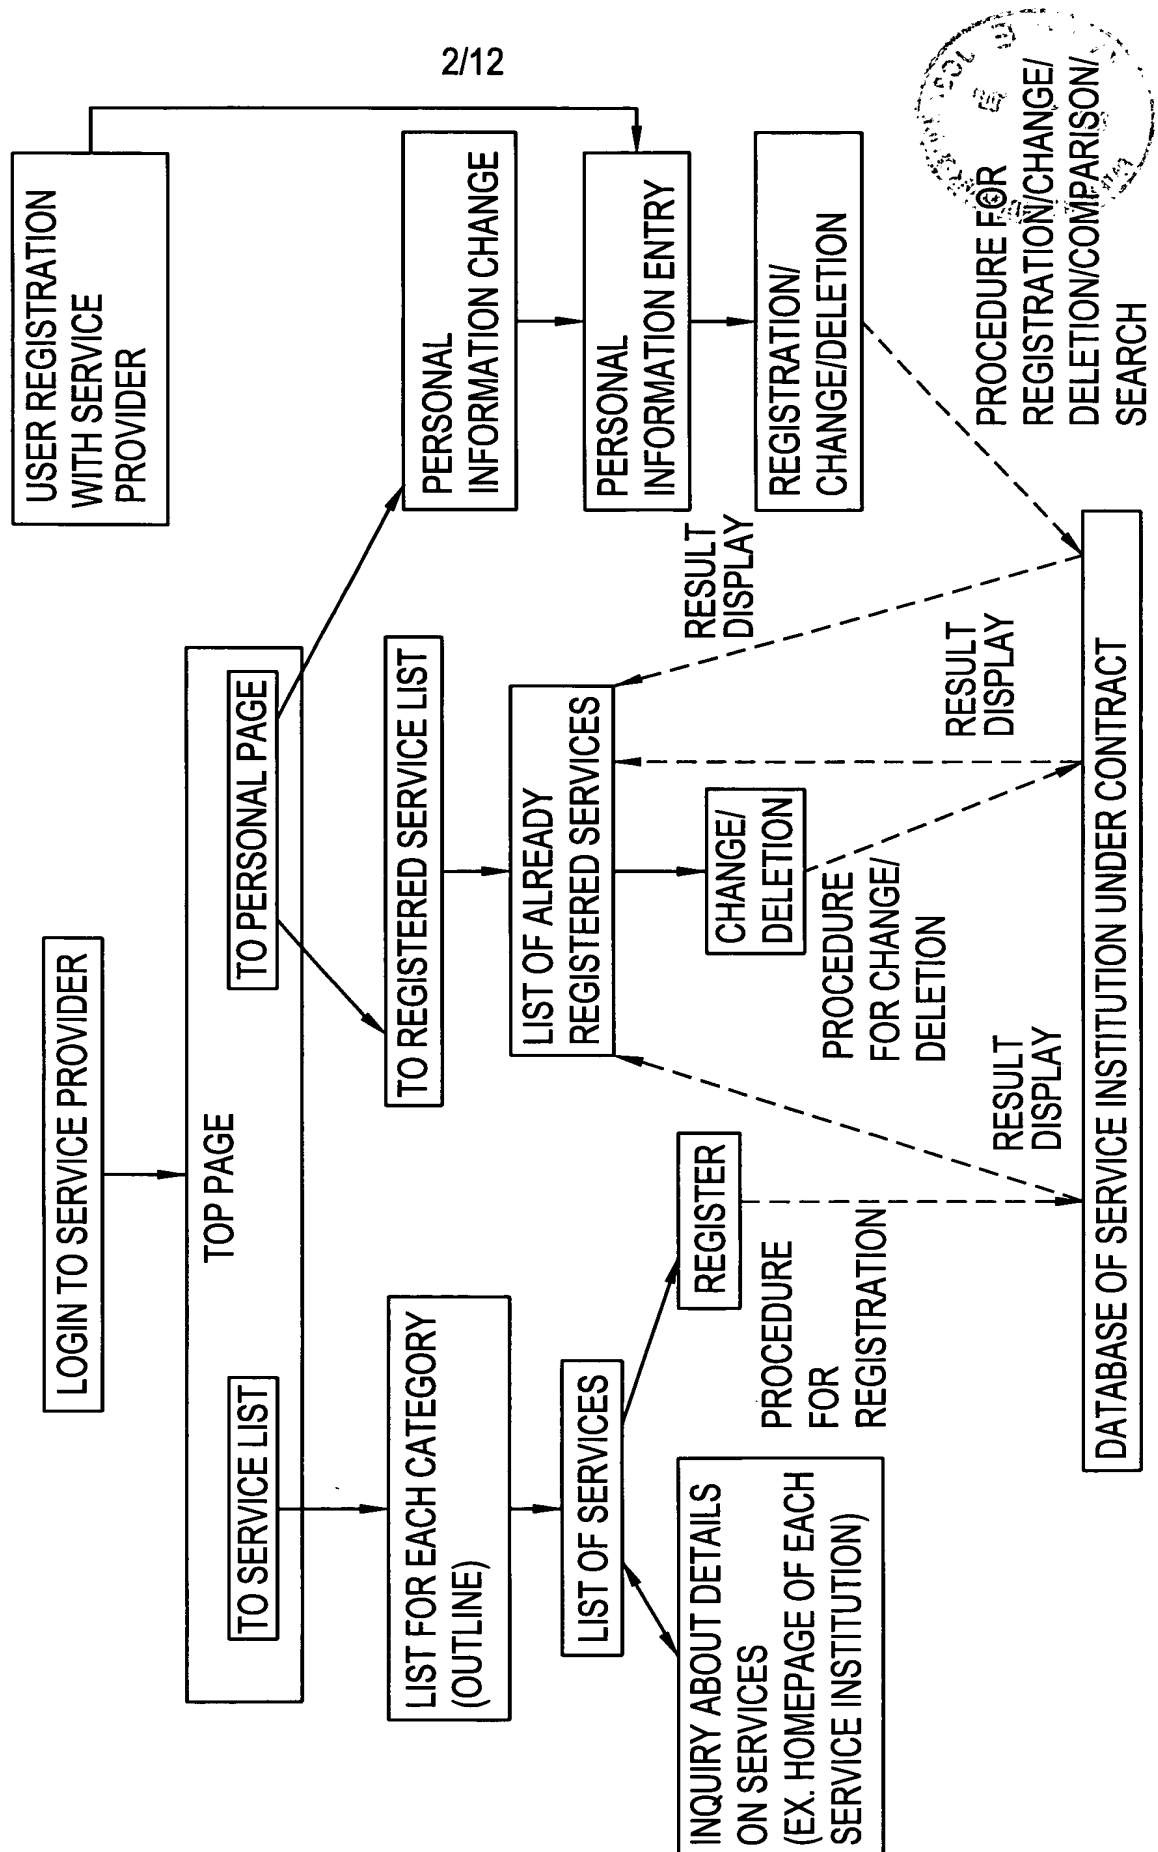 2/12
LOGIN TO SERVICE PROVIDER
USER REGISTRATION
WITH SERVICE
PROVIDER
TOP PAGE
TO SERVICE LIST
TO PERSONAL PAGE
LIST FOR EACH CATEGORY
(OUTLINE)
TO REGISTERED SERVICE LIST
PERSONAL
INFORMATION CHANGE
LIST OF SERVICES
LIST OF ALREADY
REGISTERED SERVICES
PERSONAL
INFORMATION ENTRY
INQUIRY ABOUT DETAILS
ON SERVICES
(EX. HOMEPAGE OF EACH
SERVICE INSTITUTION)
REGISTER
CHANGE/
DELETION
RESULT
DISPLAY
REGISTRATION/
CHANGE/DELETION
PROCEDURE
FOR
REGISTRATION
PROCEDURE
FOR CHANGE/
DELETION
RESULT
DISPLAY
RESULT
DISPLAY
PROCEDURE FOR
REGISTRATION/CHANGE/
DELETION/COMPARISON/
SEARCH
DATABASE OF SERVICE INSTITUTION UNDER CONTRACT